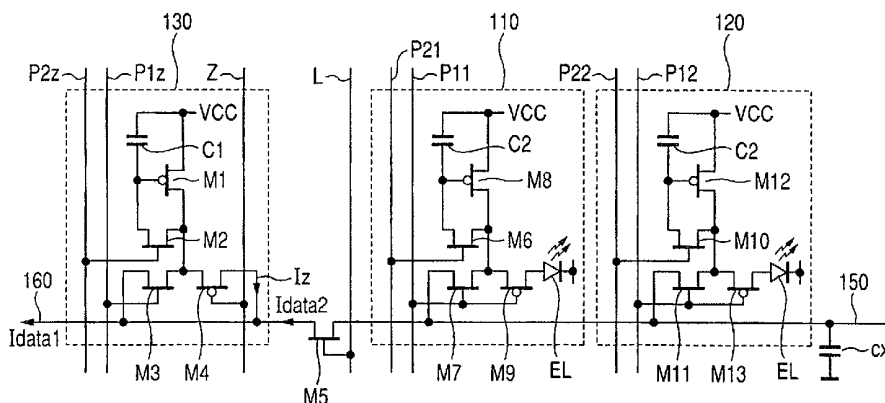 130
110
120
P2z
P1z
Z
L
P21
P11
P22
P12
VCC
VCC
VCC
C1
C2
C2
M1
M8
M12
M2
M6
M10
160
Iz
150
Idata1
Idata2
M3
M4
M5
M7
M9
EL
M11
M13
EL
cx